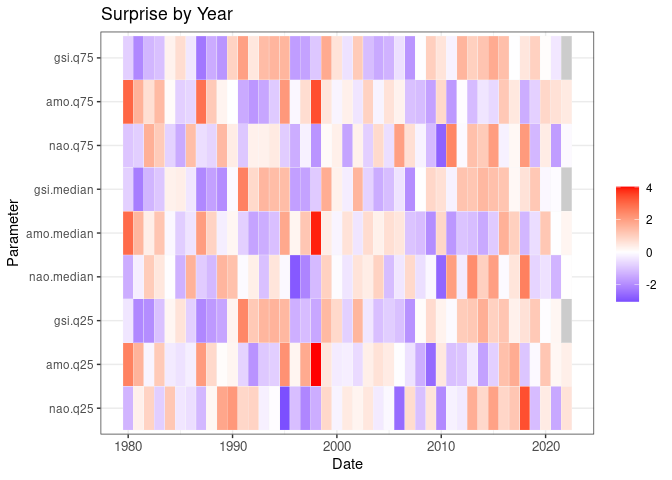 Surprise by Year
gsi.q75
amo.q75
nao.q75
gsi.median
amo.median
nao.median
gsi.q25
amo.q25
nao.q25
Parameter
1980
1990
2000
2010
2020
Date
4
2
0
-2